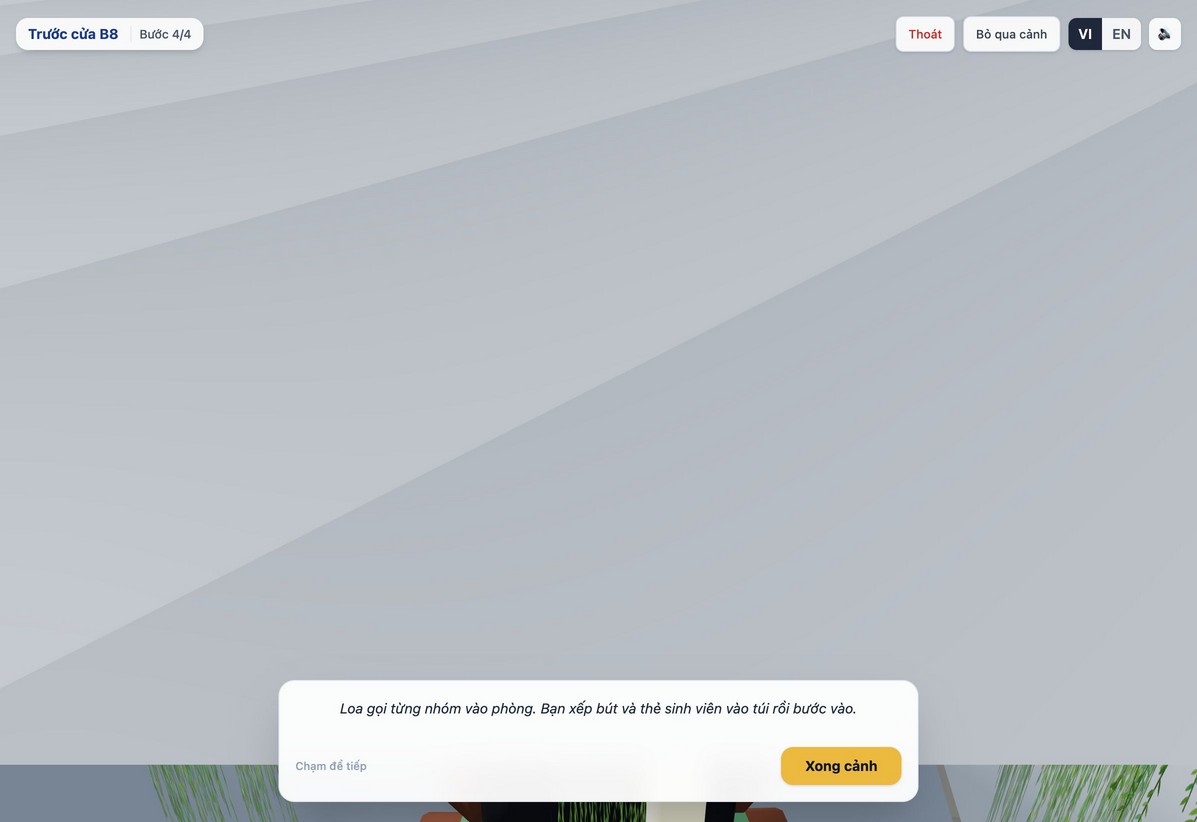 Trước cửa B8
Bước 4/4
Thoát
Bỏ qua cảnh
VI
EN
Loa gọi từng nhóm vào phòng. Bạn xếp bút và thẻ sinh viên vào túi rồi bước vào.
Chạm để tiếp
Xong cảnh